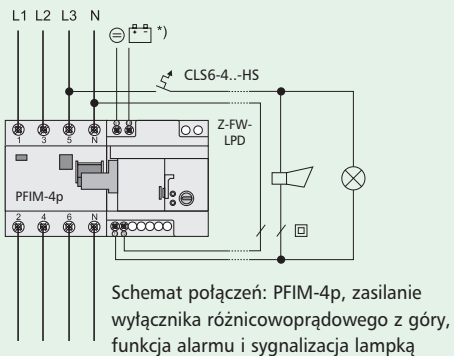 L1 L2 L3 N
*)
CLS6-4..-HS
Z-FW-
LPD
1 3 5 N
PFIM-4p
2 4 6 N
Schemat połączeń: PFIM-4p, zasilanie
wyłącznika różnicowoprądowego z góry,
funkcja alarmu i sygnalizacja lampką